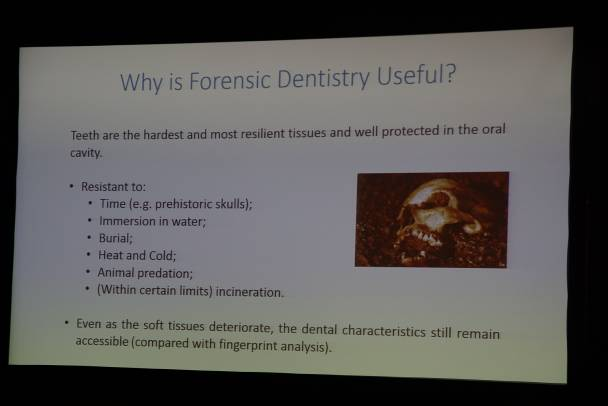 Why is Forensic Dentistry Useful?
Teeth are the hardest and most resilient tissues and well protected in the oral
cavity.
• Resistant to:
• Time (e.g. prehistoric skulls);
• Immersion in water;
• Burial;
• Heat and Cold;
• Animal predation;
• (Within certain limits) incineration.
• Even as the soft tissues deteriorate, the dental characteristics still remain
accessible (compared with fingerprint analysis).